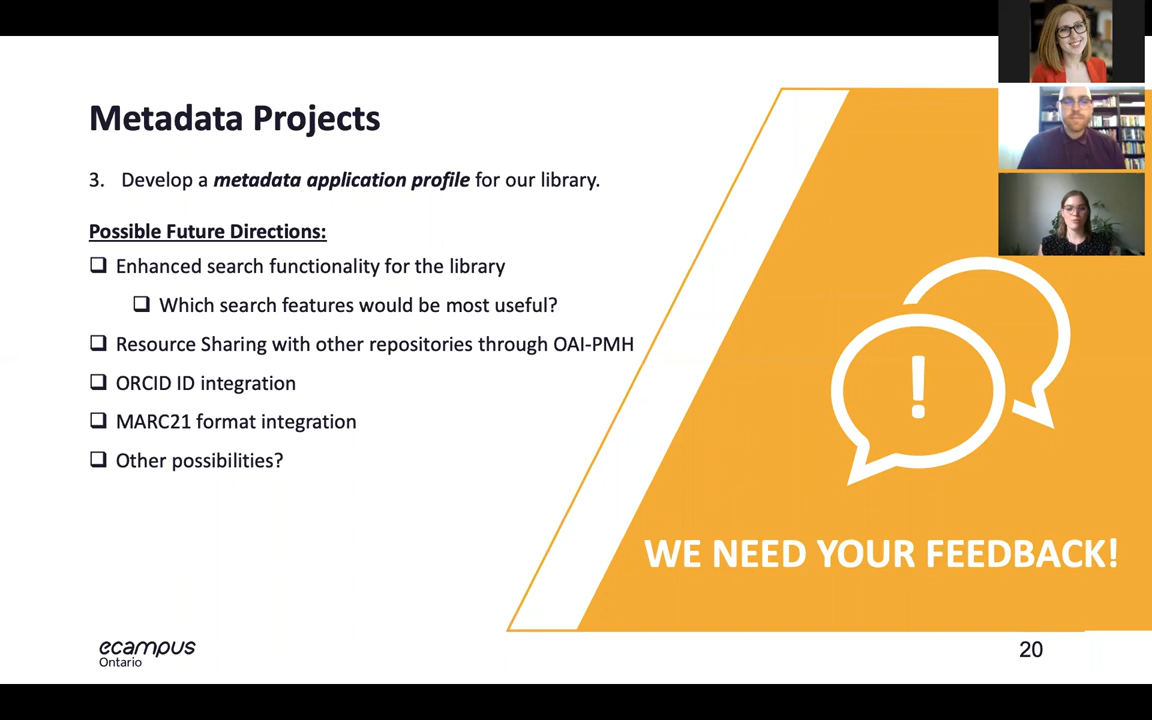 Metadata Projects
3. Develop a metadata application profile for our library.
Possible Future Directions:
Enhanced search functionality for the library
Which search features would be most useful?
Resource Sharing with other repositories through OAI-PMH
ORCID ID integration
MARC21 format integration
Other possibilities?
!
WE NEED YOUR FEEDBACK!
ecampus
Ontario
20